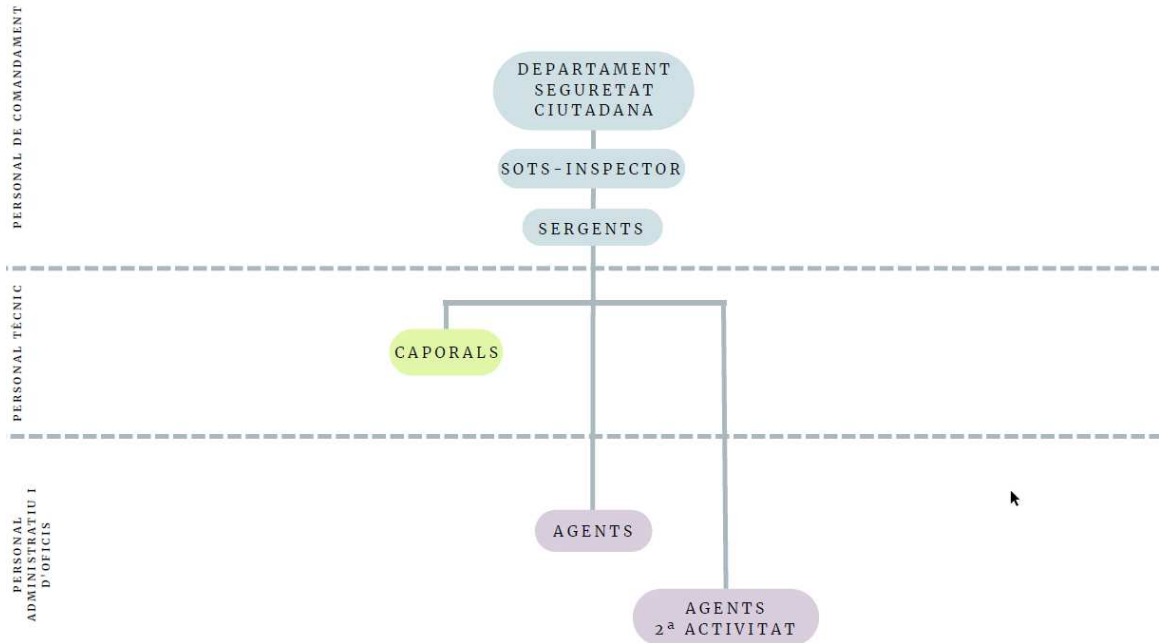 PERSONAL DE COMANDAMENT
DEPARTAMENT
SEGURETAT
CIUTADANA
SOTS-INSPECTOR
SERGENTS
PERSONAL TÈCNIC
CAPORALS
PERSONAL
ADMINISTRATIU I
D'OFICIS
AGENTS
AGENTS
2ª ACTIVITAT